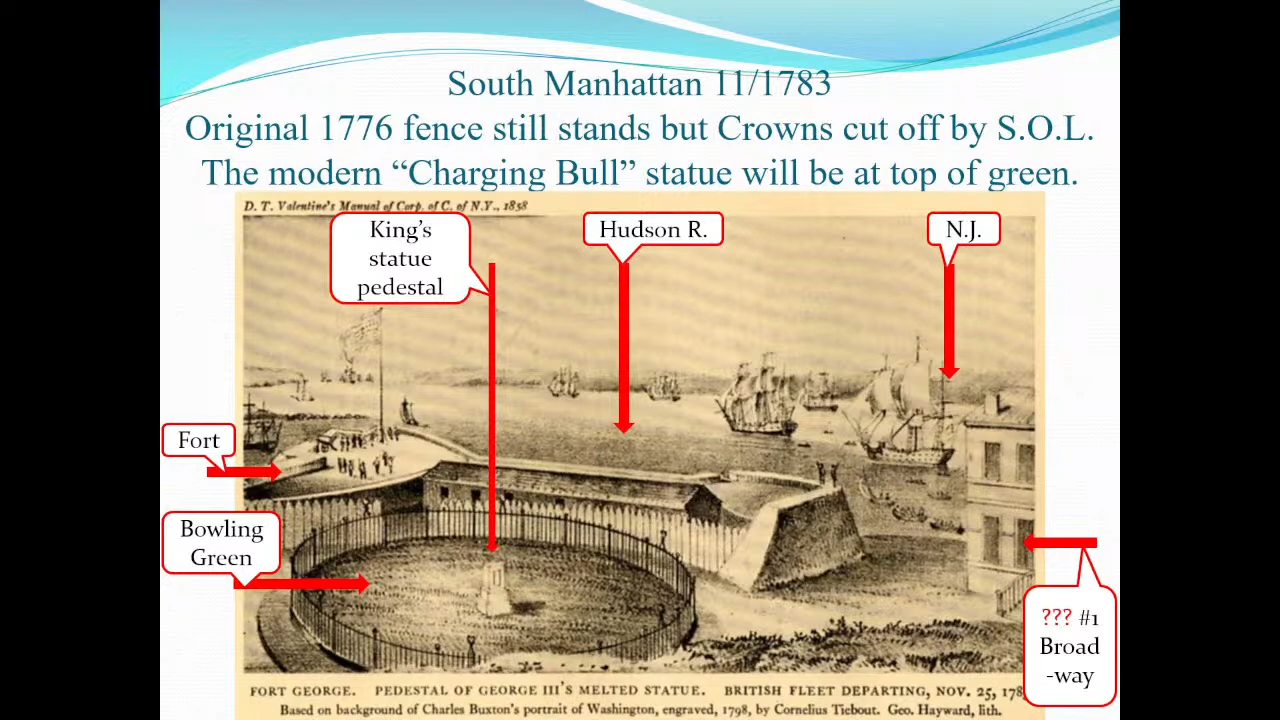 South Manhattan 11/1783
Original 1776 fence still stands but Crowns cut off by S.O.L.
The modern “Charging Bull” statue will be at top of green.
D. T. Valentine's Manual of Corp. of C. of N.Y., 1858
King’s
statue
pedestal
Hudson R.
N.J.
Fort
Bowling
Green
??? #1
Broad
-way
FORT GEORGE. PEDESTAL OF GEORGE III'S MELTED STATUE. BRITISH FLEET DEPARTING, NOV. 25, 178
Based on background of Charles Buxton's portrait of Washington, engraved, 1798, by Cornelius Tiebout. Geo. Hayward, lith.